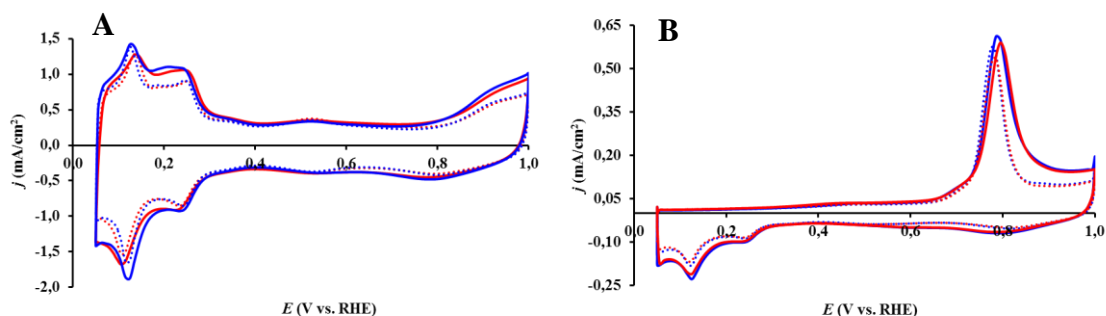 A
j (mA/cm²)
1,5
1,0
0,5
0,0
-0,5
-1,0
-1,5
-2,0
0,0 0,2 0,4 0,6 0,8 1,0
E (V vs. RHE)
B
j (mA/cm²)
0,65
0,50
0,35
0,20
0,05
-0,10
-0,25
0,0 0,2 0,4 0,6 0,8 1,0
E (V vs. RHE)